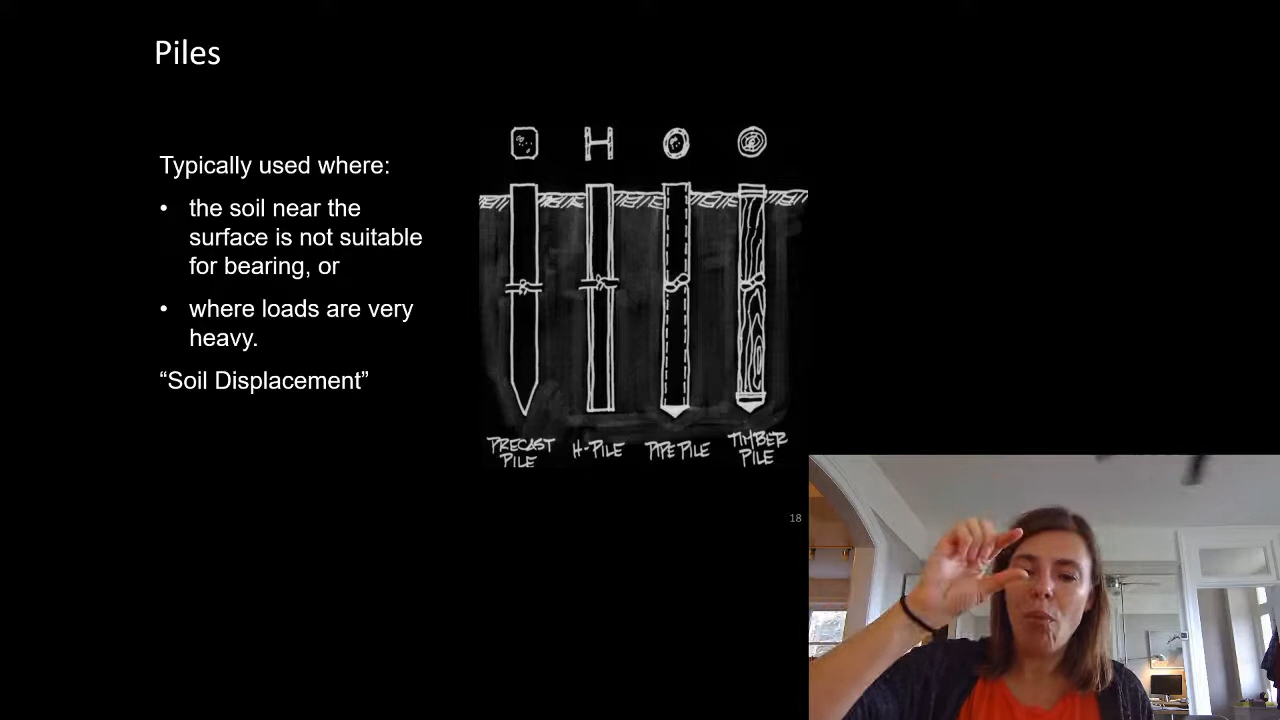 Piles
Typically used where:
• the soil near the
surface is not suitable
for bearing, or
• where loads are very
heavy.
“Soil Displacement”
PRECAST
PILE
H-PILE
PIPE PILE
TIMBER
PILE
18